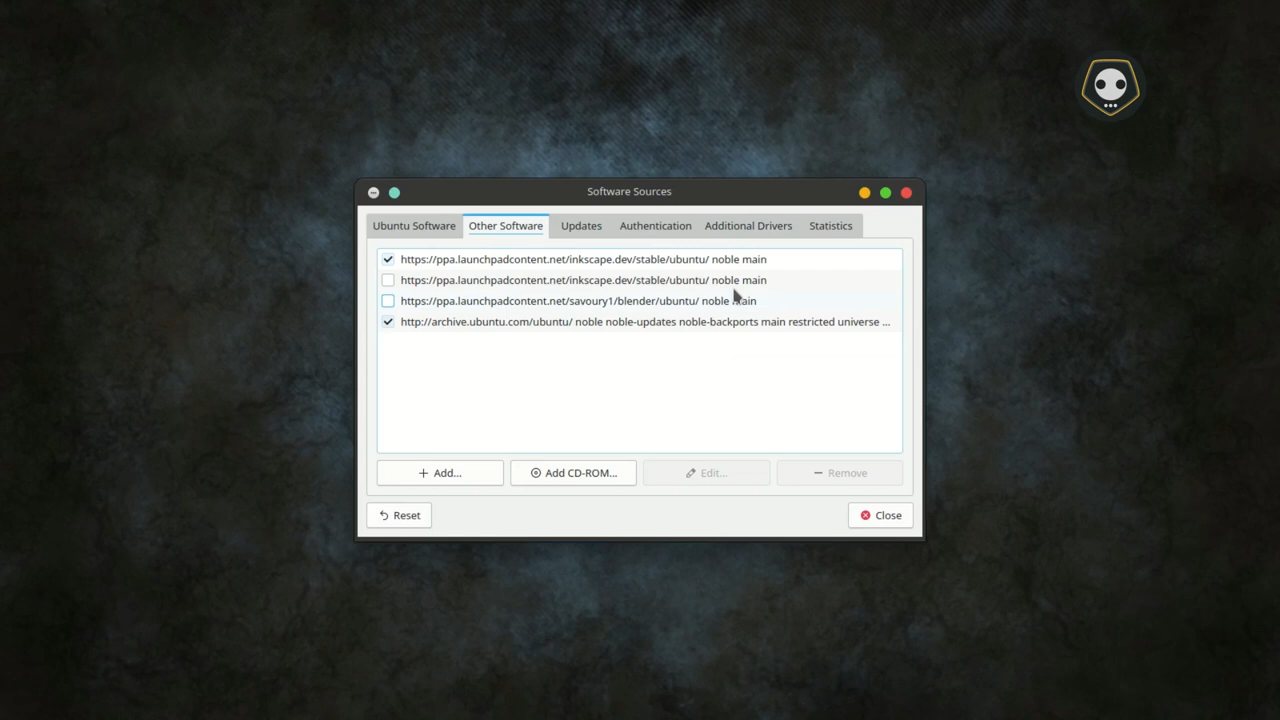 Software Sources
Ubuntu Software Other Software Updates Authentication Additional Drivers Statistics
https://ppa.launchpadcontent.net/inkscape.dev/stable/ubuntu/ noble main
https://ppa.launchpadcontent.net/inkscape.dev/stable/ubuntu/ noble main
https://ppa.launchpadcontent.net/savoury1/blender/ubuntu/ noble main
http://archive.ubuntu.com/ubuntu/ noble noble-updates noble-backports main restricted universe ...
Add... Add CD-ROM... Edit... Remove
Reset Close